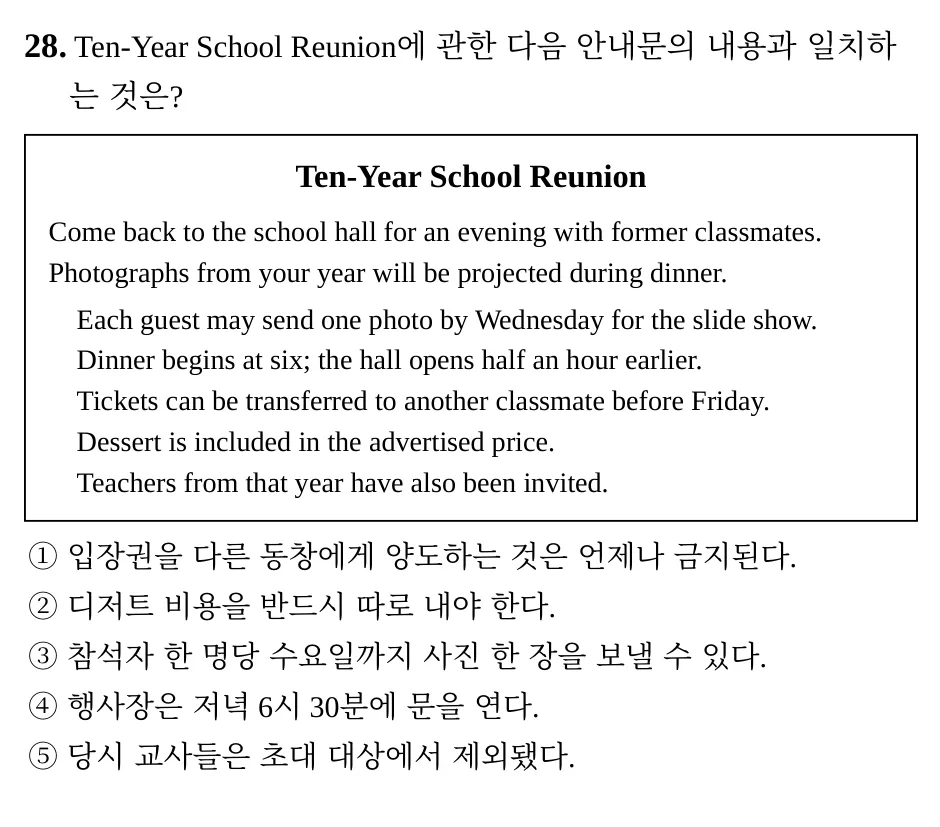 28. Ten-Year School Reunion에 관한 다음 안내문의 내용과 일치하
는 것은?
Ten-Year School Reunion
Come back to the school hall for an evening with former classmates.
Photographs from your year will be projected during dinner.
Each guest may send one photo by Wednesday for the slide show.
Dinner begins at six; the hall opens half an hour earlier.
Tickets can be transferred to another classmate before Friday.
Dessert is included in the advertised price.
Teachers from that year have also been invited.
① 입장권을 다른 동창에게 양도하는 것은 언제나 금지된다.
② 디저트 비용을 반드시 따로 내야 한다.
③ 참석자 한 명당 수요일까지 사진 한 장을 보낼 수 있다.
④ 행사장은 저녁 6시 30분에 문을 연다.
⑤ 당시 교사들은 초대 대상에서 제외됐다.